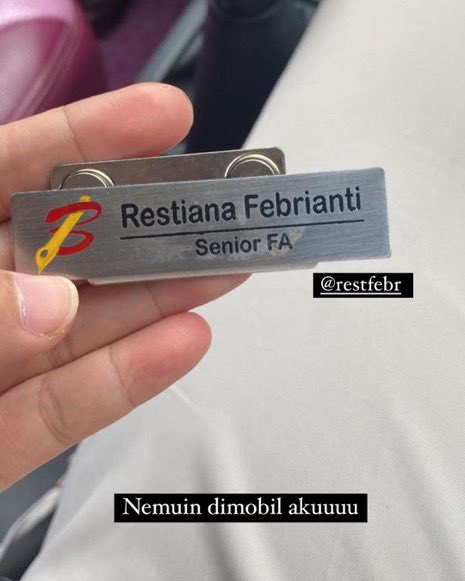 Restiana Febrianti
Senior FA
@restfebr
Nemuin dimobil akuuuu